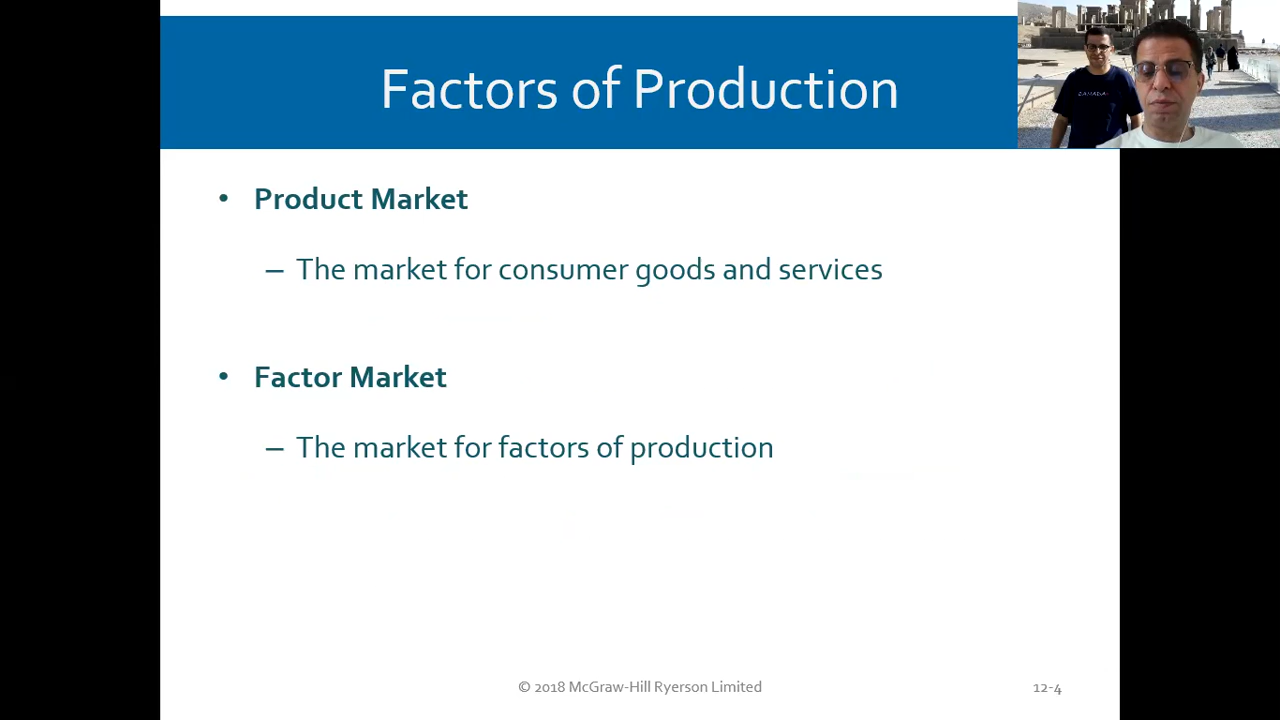 Factors of Production
• Product Market
– The market for consumer goods and services
• Factor Market
– The market for factors of production
© 2018 McGraw-Hill Ryerson Limited
12-4